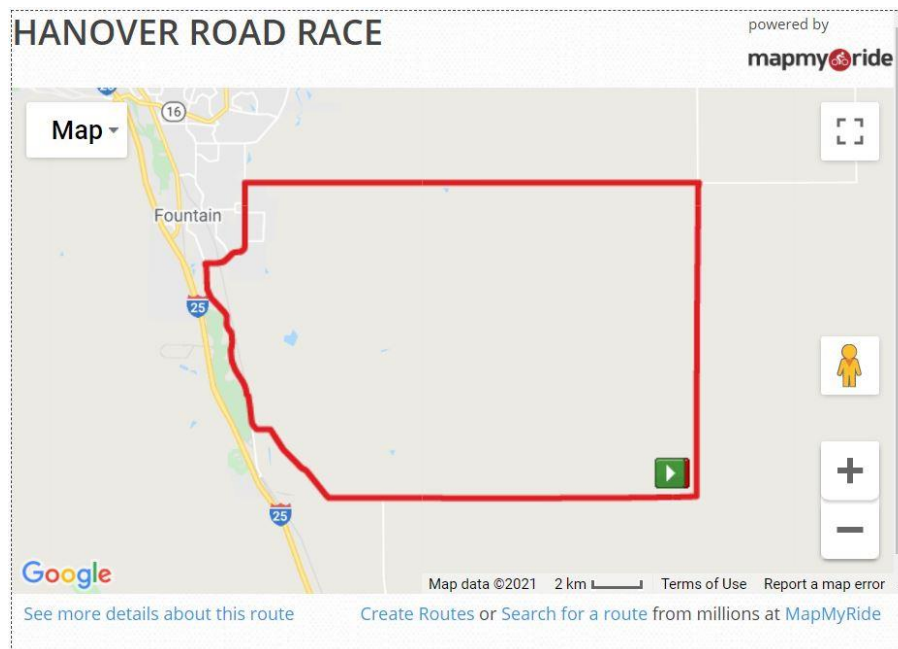 HANOVER ROAD RACE
powered by
mapmyride
Map
16
Fountain
25
25
Google
Map data ©2021 2 km Terms of Use Report a map error
See more details about this route Create Routes or Search for a route from millions at MapMyRide